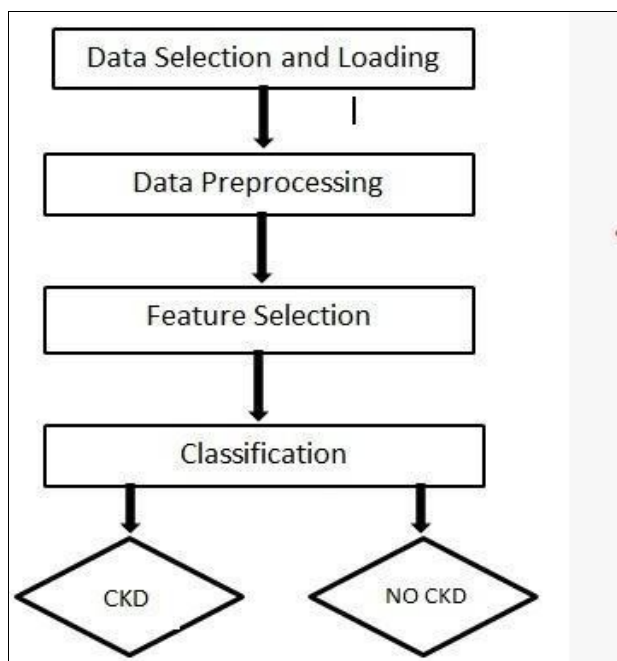 Data Selection and Loading
Data Preprocessing
Feature Selection
Classification
CKD
NO CKD